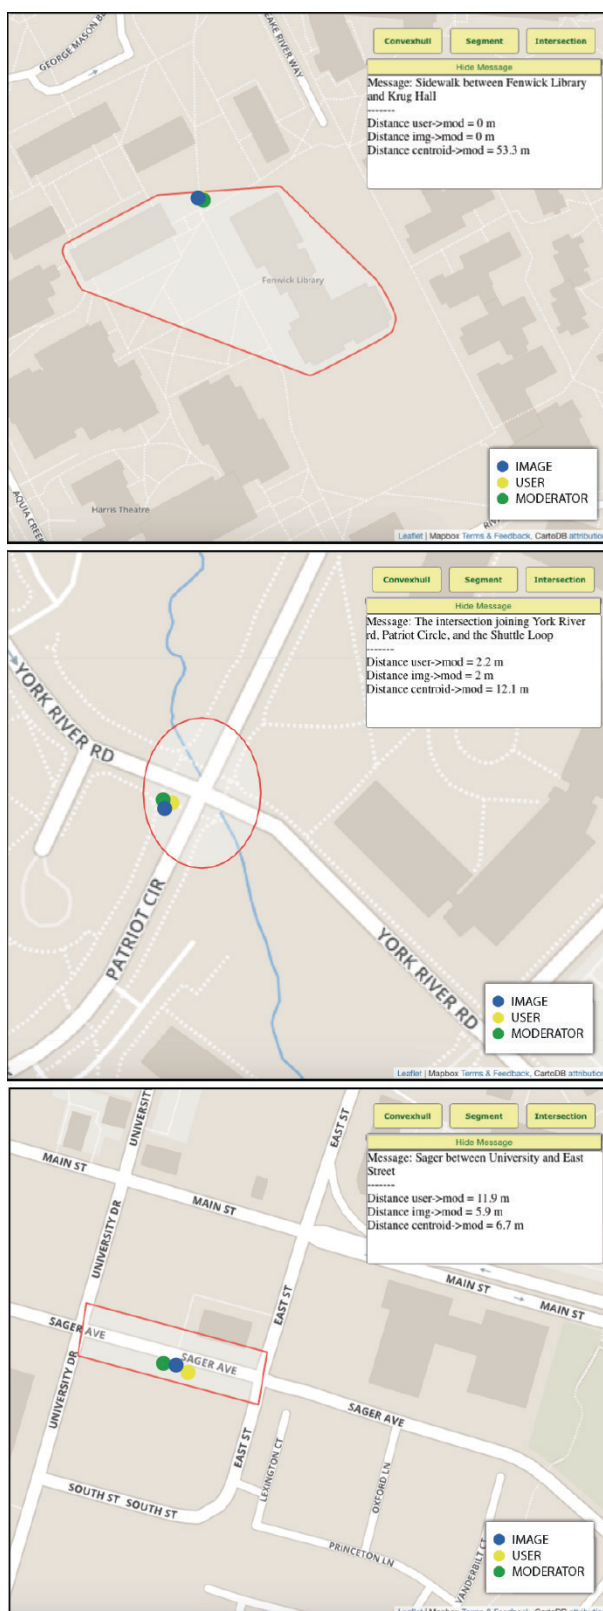 GEORGE MASON B
LAKE RIVER WAY
Convexhull
Segment
Intersection
Hide Message
Message: Sidewalk between Fenwick Library
and Krug Hall
-------
Distance user->mod = 0 m
Distance img->mod = 0 m
Distance centroid->mod = 53.3 m
Fenwick Library
Harris Theatre
AQUIA CREEK
IMAGE
USER
MODERATOR
Leaflet | Mapbox Terms & Feedback, CartoDB attribution
Convexhull
Segment
Intersection
Hide Message
Message: The intersection joining York River
rd, Patriot Circle, and the Shuttle Loop
-------
Distance user->mod = 2.2 m
Distance img->mod = 2 m
Distance centroid->mod = 12.1 m
YORK RIVER RD
PATRIOT CIR
YORK RIVER RD
IMAGE
USER
MODERATOR
Leaflet | Mapbox Terms & Feedback, CartoDB attribution
UNIVERSIT
EAST ST
Convexhull
Segment
Intersection
Hide Message
Message: Sager between University and East
Street
-------
Distance user->mod = 11.9 m
Distance img->mod = 5.9 m
Distance centroid->mod = 6.7 m
MAIN ST
MAIN ST
MAIN ST
MAIN ST
UNIVERSITY DR
EAST ST
SAGER AVE
SAGER AVE
SAGER AVE
UNIVERSITY DR
EAST ST
LEXINGTON CT
OXFORD LN
SOUTH ST SOUTH ST
PRINCETON LN
VANDERBILT CT
IMAGE
USER
MODERATOR